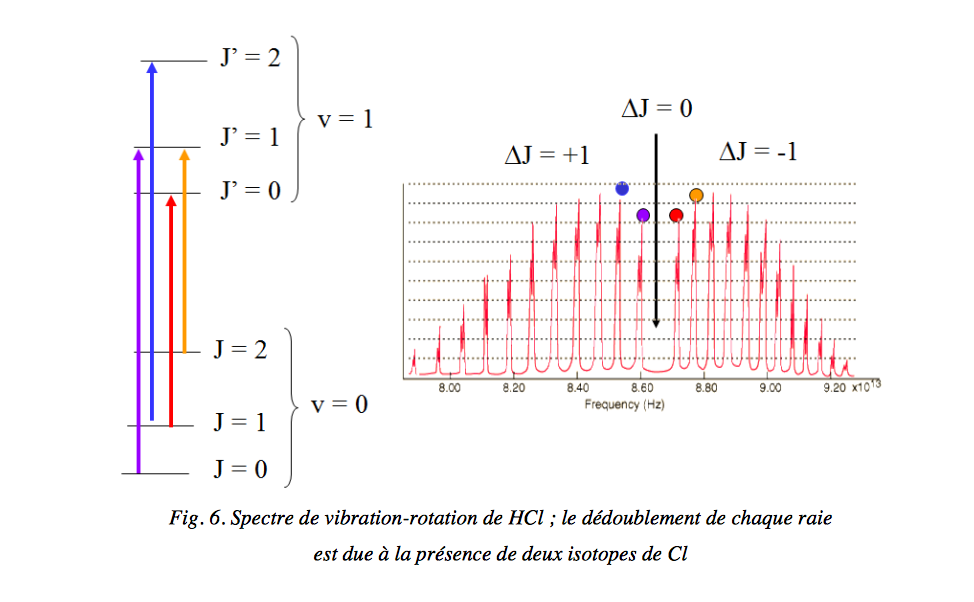 J’ = 2
v = 1
J’ = 1
J’ = 0
J = 2
v = 0
J = 1
J = 0
ΔJ = 0
ΔJ = +1
ΔJ = -1
8.00 8.20 8.40 8.60 8.80 9.00 9.20 x10¹³
Frequency (Hz)
Fig. 6. Spectre de vibration-rotation de HCl ; le dédoublement de chaque raie
est due à la présence de deux isotopes de Cl